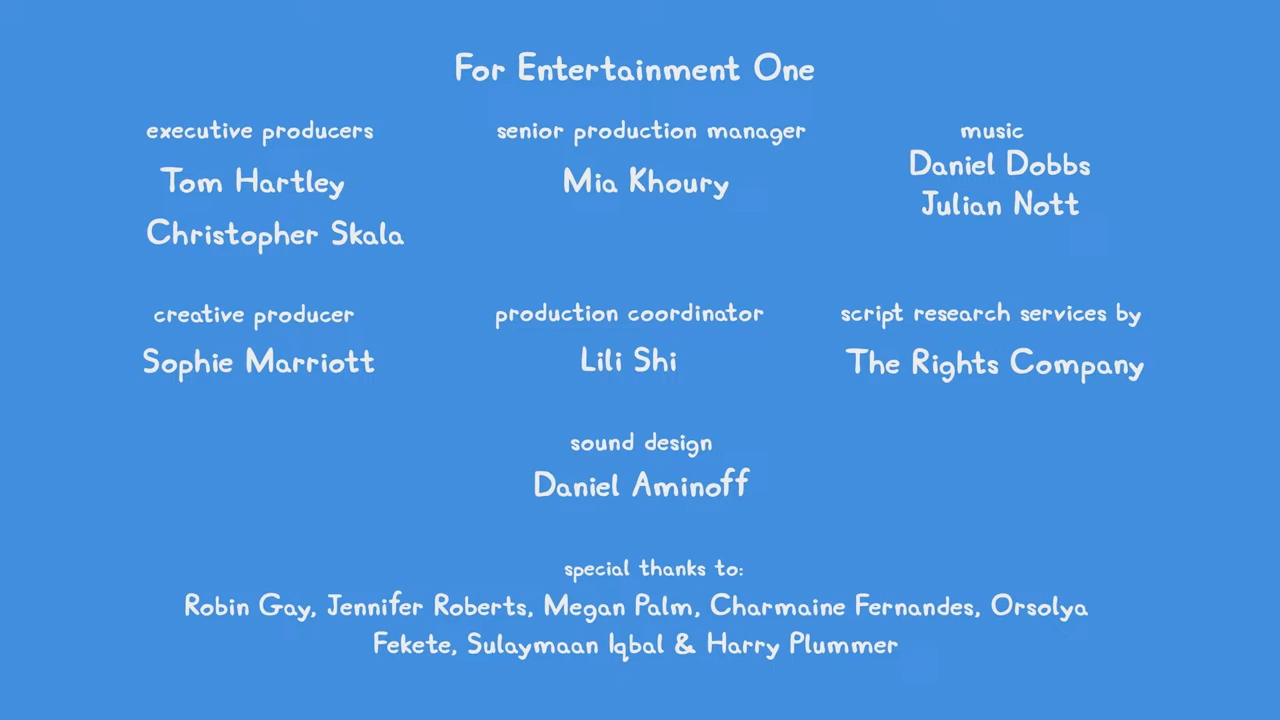 For Entertainment One
executive producers
Tom Hartley
Christopher Skala
senior production manager
Mia Khoury
music
Daniel Dobbs
Julian Nott
creative producer
Sophie Marriott
production coordinator
Lili Shi
script research services by
The Rights Company
sound design
Daniel Aminoff
special thanks to:
Robin Gay, Jennifer Roberts, Megan Palm, Charmaine Fernandes, Orsolya
Fekete, Sulaymaan Iqbal & Harry Plummer